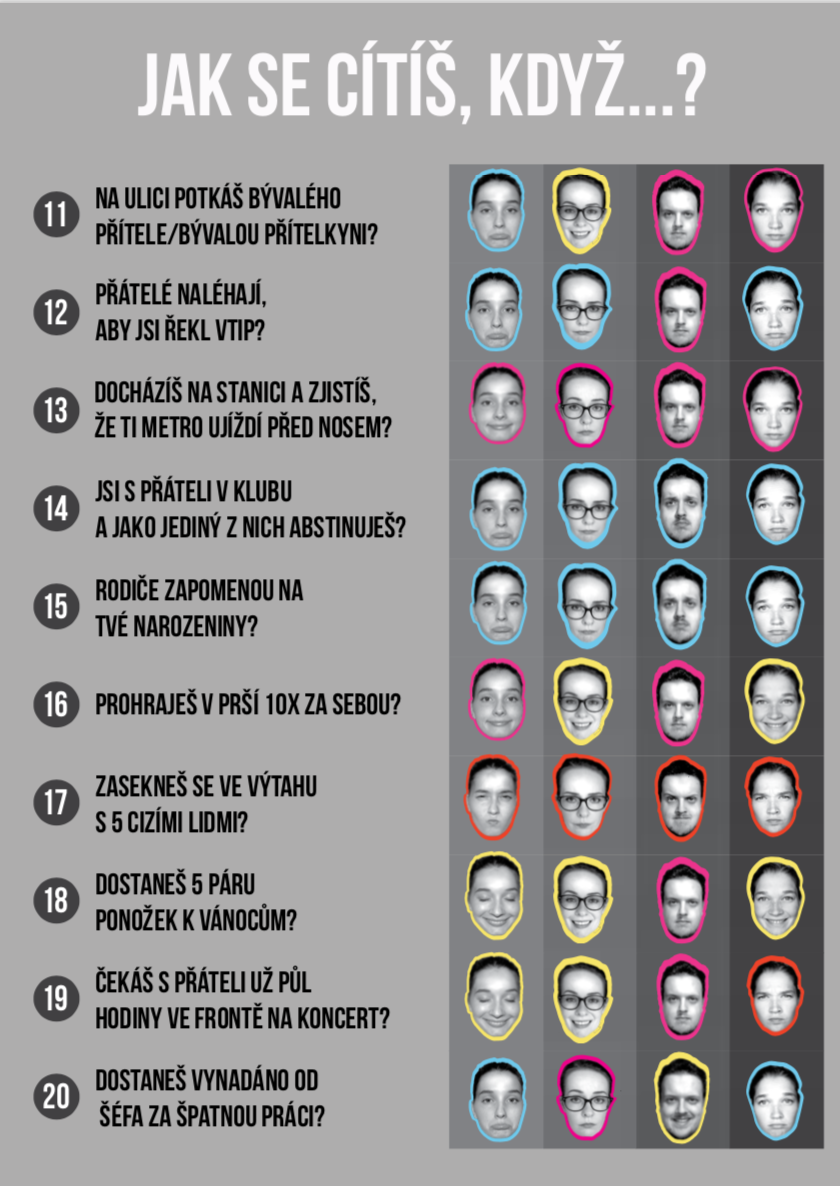 JAK SE CÍTÍŠ, KDYŽ...?
11
NA ULICI POTKÁŠ BÝVALÉHO
PŘÍTELE/BÝVALOU PŘÍTELKYNI?
12
PŘÁTELÉ NALÉHAJÍ,
ABY JSI ŘEKL VTIP?
13
DOCHÁZÍŠ NA STANICI A ZJISTÍŠ,
ŽE TI METRO UJÍŽDÍ PŘED NOSEM?
14
JSI S PŘÁTELI V KLUBU
A JAKO JEDINÝ Z NICH ABSTINUJEŠ?
15
RODIČE ZAPOMENOU NA
TVÉ NAROZENINY?
16
PROHRAJEŠ V PRŠÍ 10X ZA SEBOU?
17
ZASEKNEŠ SE VE VÝTAHU
S 5 CIZÍMI LIDMI?
18
DOSTANEŠ 5 PÁRU
PONOŽEK K VÁNOCŮM?
19
ČEKÁŠ S PŘÁTELI UŽ PŮL
HODINY VE FRONTĚ NA KONCERT?
20
DOSTANEŠ VYNADÁNO OD
ŠÉFA ZA ŠPATNOU PRÁCI?